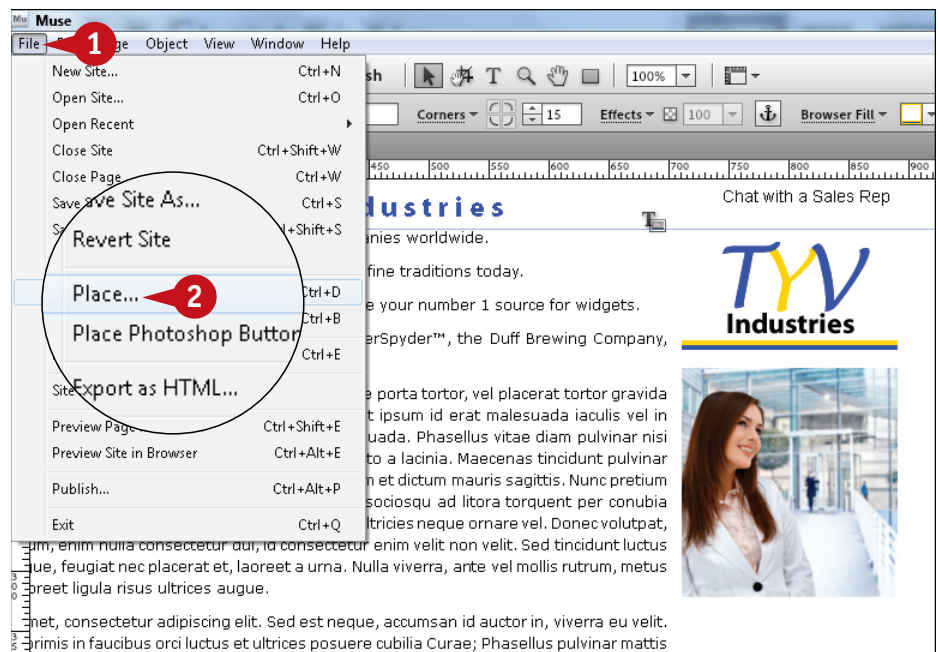 Mu Muse
File ge Object View Window Help
1
New Site... Ctrl+N
Open Site... Ctrl+O
Open Recent
Close Site Ctrl+Shift+W
Close Page Ctrl+W
Save Ctrl+S
ave Site As... +Shift+S
Revert Site
Place... Ctrl+D
2
Place Photoshop Button Ctrl+B
Ctrl+E
Export as HTML...
Site
Preview Page Ctrl+Shift+E
Preview Site in Browser Ctrl+Alt+E
Publish... Ctrl+Alt+P
Exit Ctrl+Q
sh T 100%
Corners 15 Effects 100 Browser Fill
450 500 550 600 650 700 750 800 850 900
dustries
Chat with a Sales Rep
anies worldwide.
fine traditions today.
e your number 1 source for widgets.
erSpyder™, the Duff Brewing Company,
TYV
Industries
e porta tortor, vel placerat tortor gravida
t ipsum id erat malesuada iaculis vel in
uada. Phasellus vitae diam pulvinar nisi
to a lacinia. Maecenas tincidunt pulvinar
n et dictum mauris sagittis. Nunc pretium
sociosqu ad litora torquent per conubia
ltricies neque ornare vel. Donec volutpat,
um, enim nulla consectetur dui, id consectetur enim velit non velit. Sed tincidunt luctus
que, feugiat nec placerat et, laoreet a urna. Nulla viverra, ante vel mollis rutrum, metus
oreet ligula risus ultrices augue.
met, consectetur adipiscing elit. Sed est neque, accumsan id auctor in, viverra eu velit.
primis in faucibus orci luctus et ultrices posuere cubilia Curae; Phasellus pulvinar mattis